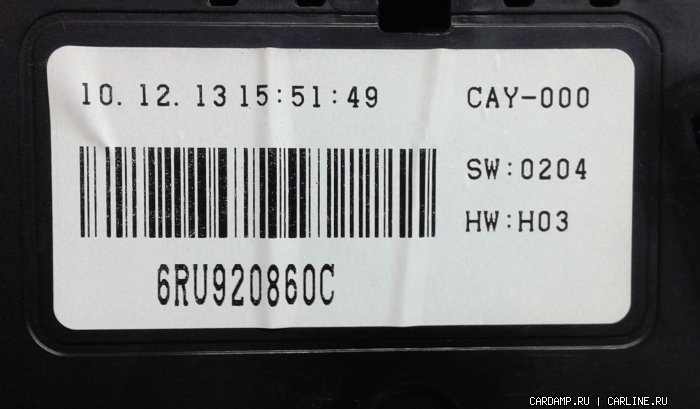 10. 12. 13 15:51:49 CAY-000
SW:0204
HW:H03
6RU920860C
CARDAMP.RU | CARLINE.RU